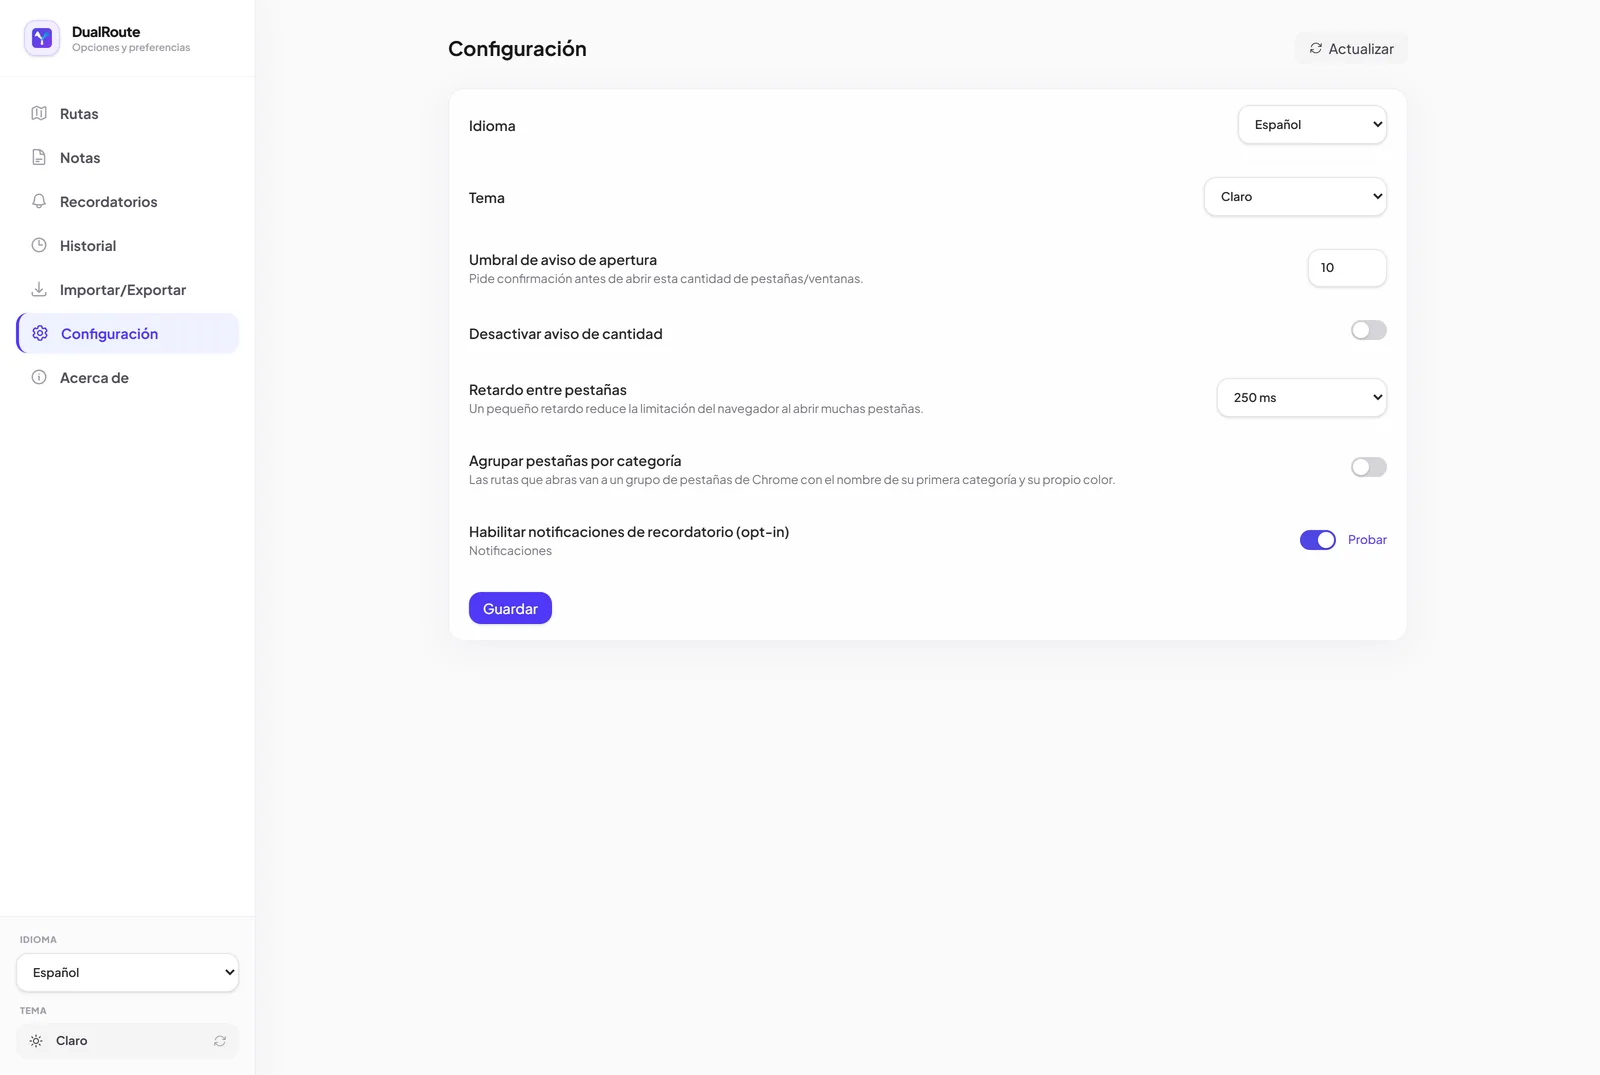 DualRoute
Opciones y preferencias
Rutas
Notas
Recordatorios
Historial
Importar/Exportar
Configuración
Acerca de
IDIOMA
Español
TEMA
Claro
Configuración
Actualizar
Idioma
Español
Tema
Claro
Umbral de aviso de apertura
Pide confirmación antes de abrir esta cantidad de pestañas/ventanas.
10
Desactivar aviso de cantidad
Retardo entre pestañas
Un pequeño retardo reduce la limitación del navegador al abrir muchas pestañas.
250 ms
Agrupar pestañas por categoría
Las rutas que abras van a un grupo de pestañas de Chrome con el nombre de su primera categoría y su propio color.
Habilitar notificaciones de recordatorio (opt-in)
Notificaciones
Probar
Guardar